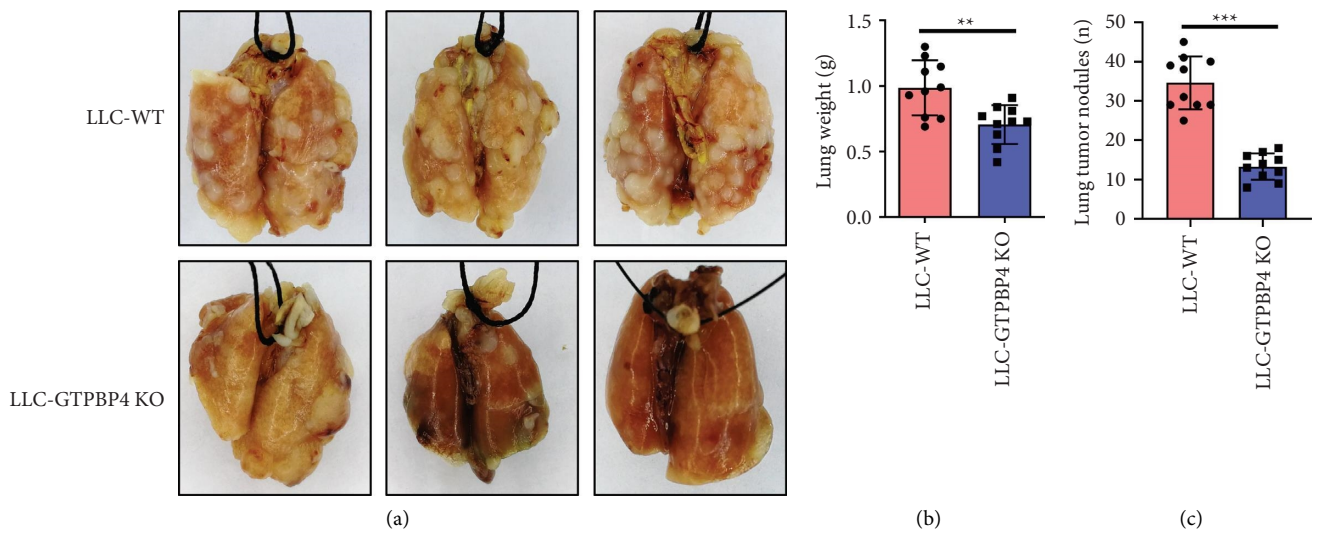 LLC-WT
LLC-GTPBP4 KO
(a)
**
Lung weight (g)
1.5
1.0
0.5
0.0
LLC-WT
LLC-GTPBP4 KO
(b)
***
Lung tumor nodules (n)
50
40
30
20
10
0
LLC-WT
LLC-GTPBP4 KO
(c)